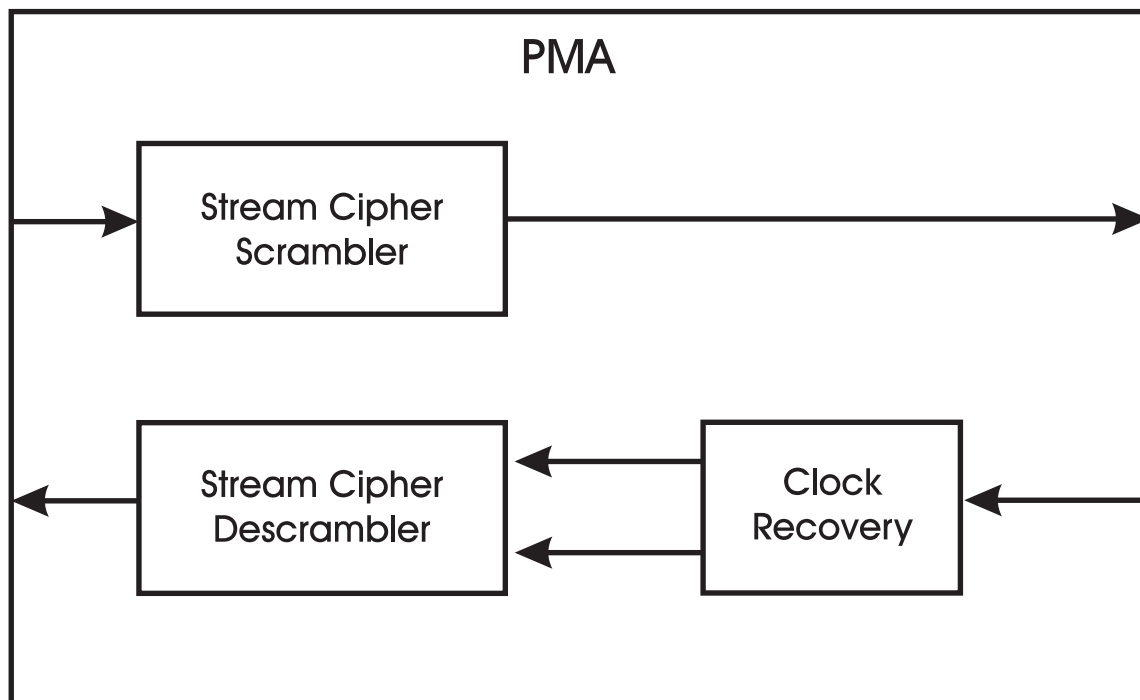 PMA
Stream Cipher
Scrambler
Stream Cipher
Descrambler
Clock
Recovery